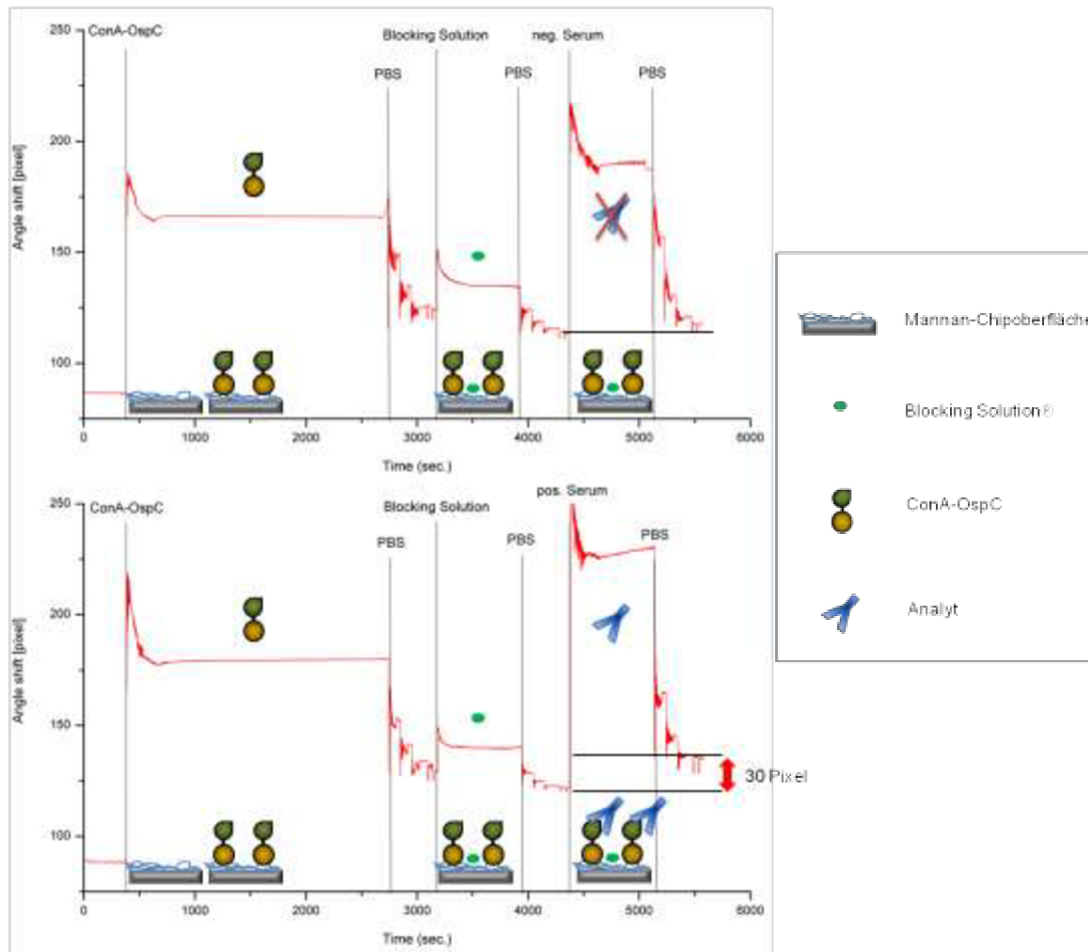 ConA-OspC
Blocking Solution
neg. Serum
PBS
PBS
PBS
250
200
150
100
Angle shift [pixel]
0
1000
2000
3000
4000
5000
6000
Time (sec.)
ConA-OspC
Blocking Solution
pos. Serum
PBS
PBS
PBS
250
200
150
100
Angle shift [pixel]
30 Pixel
0
1000
2000
3000
4000
5000
6000
Time (sec.)
Mannan-Chipoberfläche
Blocking Solution®
ConA-OspC
Analyt